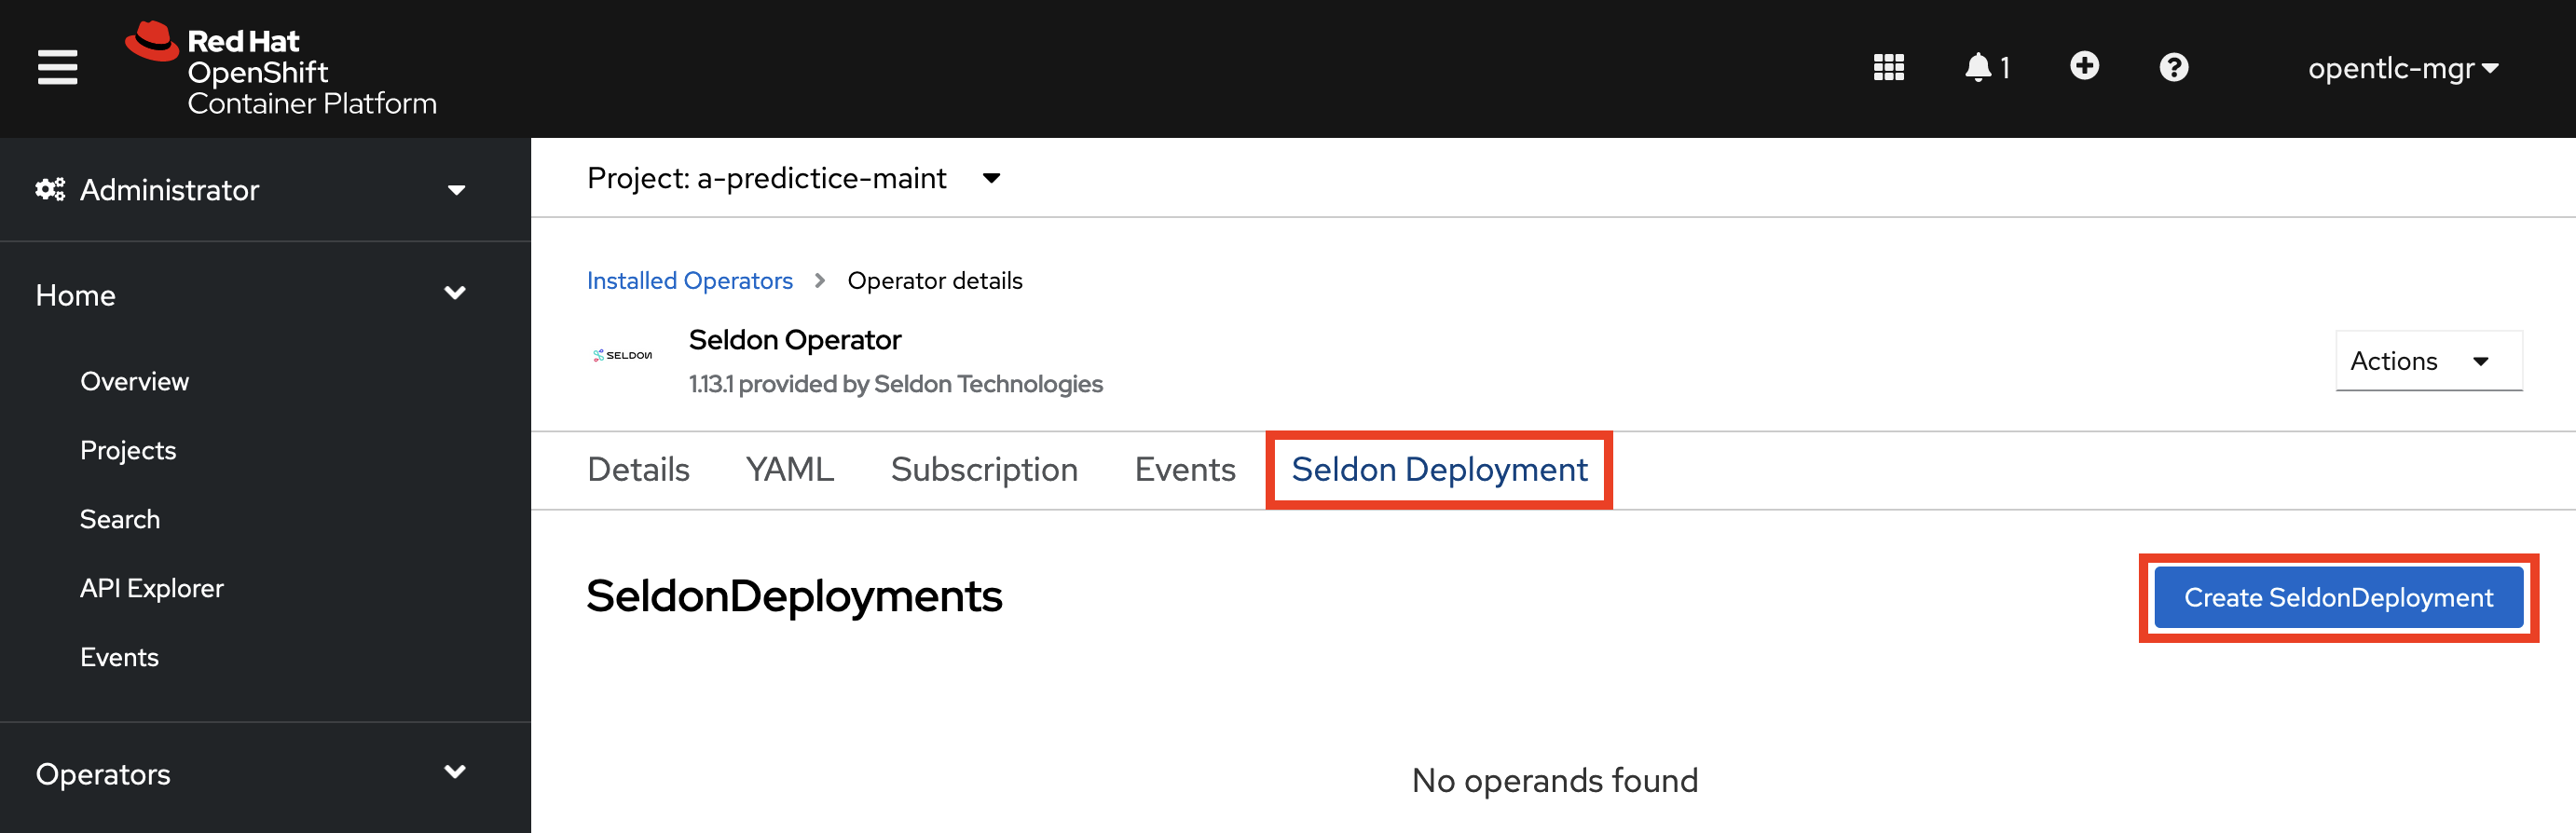 Red Hat
OpenShift
Container Platform
1
opentlc-mgr
Administrator
Home
Overview
Projects
Search
API Explorer
Events
Operators
Project: a-predictice-maint
Installed Operators > Operator details
SELDON
Seldon Operator
1.13.1 provided by Seldon Technologies
Actions
Details YAML Subscription Events Seldon Deployment
SeldonDeployments
Create SeldonDeployment
No operands found